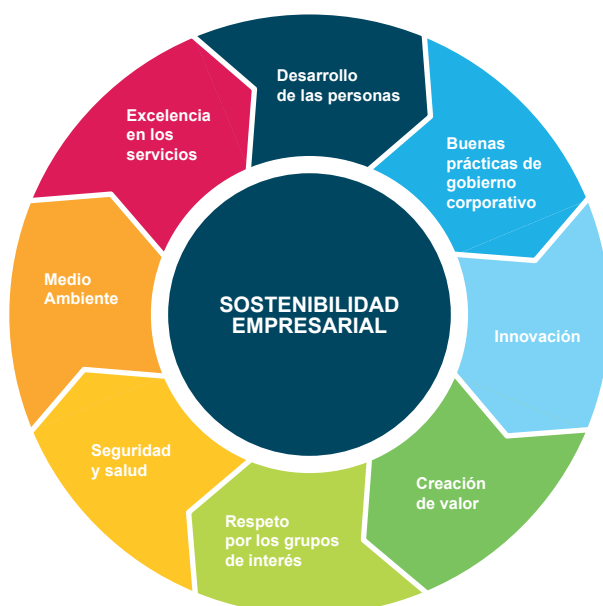 Desarrollo
de las personas
Buenas
prácticas de
gobierno
corporativo
Innovación
Creación
de valor
Respeto
por los grupos
de interés
Seguridad
y salud
Medio
Ambiente
Excelencia
en los
servicios
SOSTENIBILIDAD
EMPRESARIAL